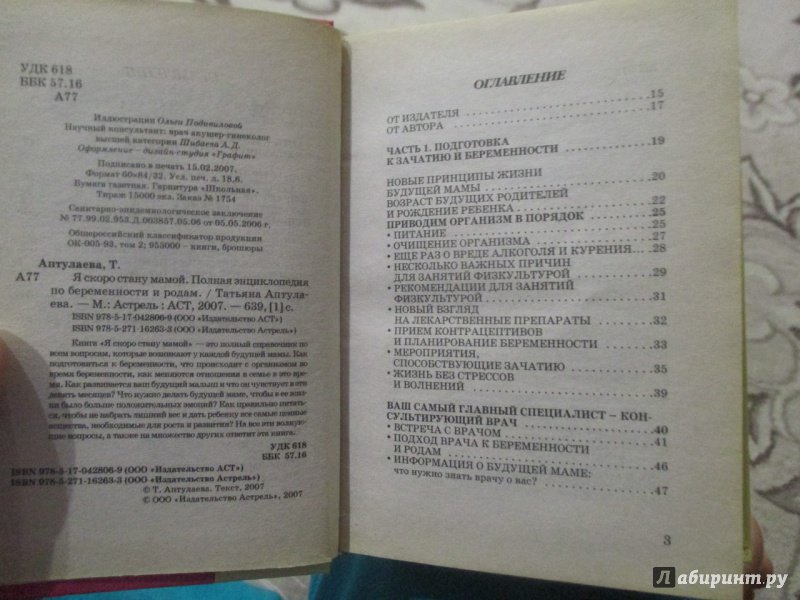 УДК 618
ББК 57.16
А77
Иллюстрации Ольги Подивиловой
Научный консультант: врач акушер-гинеколог
высшей категории Шибаева А. Д.
Оформление – дизайн-студия «Графит»
Подписано в печать 15.02.2007.
Формат 60×84/32. Усл. печ. л. 18,6.
Бумага газетная. Гарнитура «Школьная».
Тираж 15000 экз. Заказ № 1754
Санитарно-эпидемиологическое заключение
№ 77.99.02.953.Д.003857.05.06 от 05.05.2006 г.
Общероссийский классификатор продукции
ОК-005-93, том 2; 953000 – книги, брошюры
Аптулаева, Т.
А77 Я скоро стану мамой. Полная энциклопедия
по беременности и родам. / Татьяна Аптула-
ева. — М.: Астрель : АСТ, 2007. — 639, [1] с.
ISBN 978-5-17-042806-9 (ООО «Издательство АСТ»)
ISBN 978-5-271-16263-3 (ООО «Издательство Астрель»)
Книга «Я скоро стану мамой» — это полный справочник по
всем вопросам, которые возникают у каждой будущей мамы. Как
подготовиться к беременности, что происходит с организмом во
время беременности, как меняются отношения в семье в это вре-
мя. Как развивается ваш будущий малыш и что он чувствует в эти
девять месяцев? Что нужно делать будущей маме, чтобы в ее жиз-
ни было больше положительных эмоций? Как правильно питать-
ся, чтобы не набрать лишний вес и дать ребенку все самые ценные
вещества, необходимые для роста и развития? На все эти волную-
щие вопросы, а также на множество других ответит эта книга.
УДК 618
ББК 57.16
ISBN 978-5-17-042806-9 (ООО «Издательство АСТ»)
ISBN 978-5-271-16263-3 (ООО «Издательство Астрель»)
© Т. Аптулаева. Текст, 2007
© ООО «Издательство Астрель», 2007
ОГЛАВЛЕНИЕ
ОТ ИЗДАТЕЛЯ 15
ОТ АВТОРА 17
ЧАСТЬ 1. ПОДГОТОВКА
К ЗАЧАТИЮ И БЕРЕМЕННОСТИ 19
НОВЫЕ ПРИНЦИПЫ ЖИЗНИ
БУДУЩЕЙ МАМЫ 20
ВОЗРАСТ БУДУЩИХ РОДИТЕЛЕЙ
И РОЖДЕНИЕ РЕБЕНКА 22
ПРИВОДИМ ОРГАНИЗМ В ПОРЯДОК 25
• ПИТАНИЕ 25
• ОЧИЩЕНИЕ ОРГАНИЗМА 27
• ЕЩЕ РАЗ О ВРЕДЕ АЛКОГОЛЯ И КУРЕНИЯ... 28
• НЕСКОЛЬКО ВАЖНЫХ ПРИЧИН
ДЛЯ ЗАНЯТИЙ ФИЗКУЛЬТУРОЙ 29
• РЕКОМЕНДАЦИИ ДЛЯ ЗАНЯТИЙ
ФИЗКУЛЬТУРОЙ 31
• НОВЫЙ ВЗГЛЯД
НА ЛЕКАРСТВЕННЫЕ ПРЕПАРАТЫ 32
• ПРИЕМ КОНТРАЦЕПТИВОВ
И ПЛАНИРОВАНИЕ БЕРЕМЕННОСТИ 33
• МЕРОПРИЯТИЯ,
СПОСОБСТВУЮЩИЕ ЗАЧАТИЮ 35
• ЖИЗНЬ БЕЗ СТРЕССОВ
И ВОЛНЕНИЙ 39
ВАШ САМЫЙ ГЛАВНЫЙ СПЕЦИАЛИСТ – КОН-
СУЛЬТИРУЮЩИЙ ВРАЧ 40
• ВСТРЕЧА С ВРАЧОМ 41
• ПОДХОД ВРАЧА К БЕРЕМЕННОСТИ
И РОДАМ 46
• ИНФОРМАЦИЯ О БУДУЩЕЙ МАМЕ:
что нужно знать врачу о вас? 47
3
Лабиринт.ру